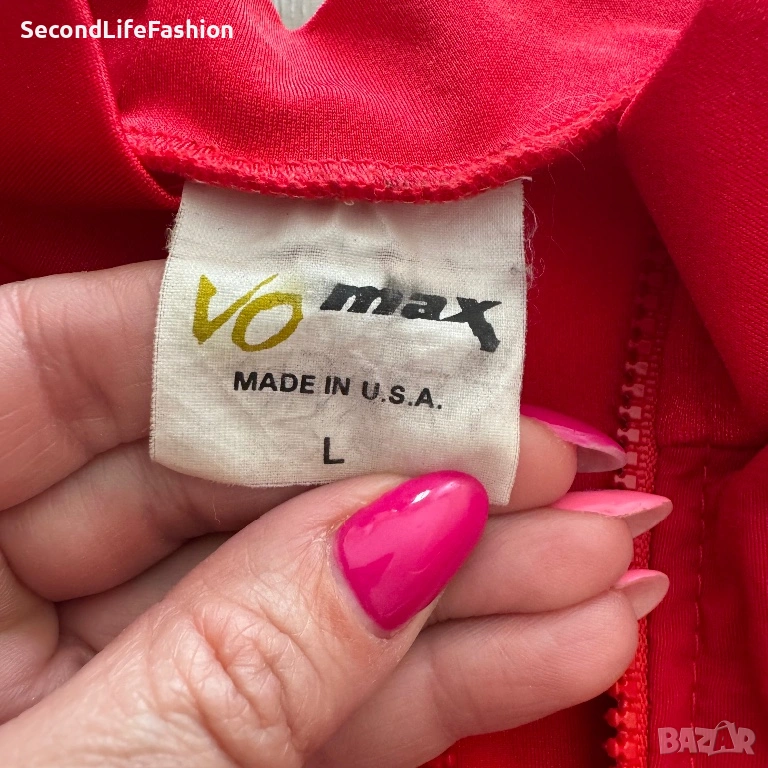 SecondLifeFashion
VO max
MADE IN U.S.A.
L
BAZAR